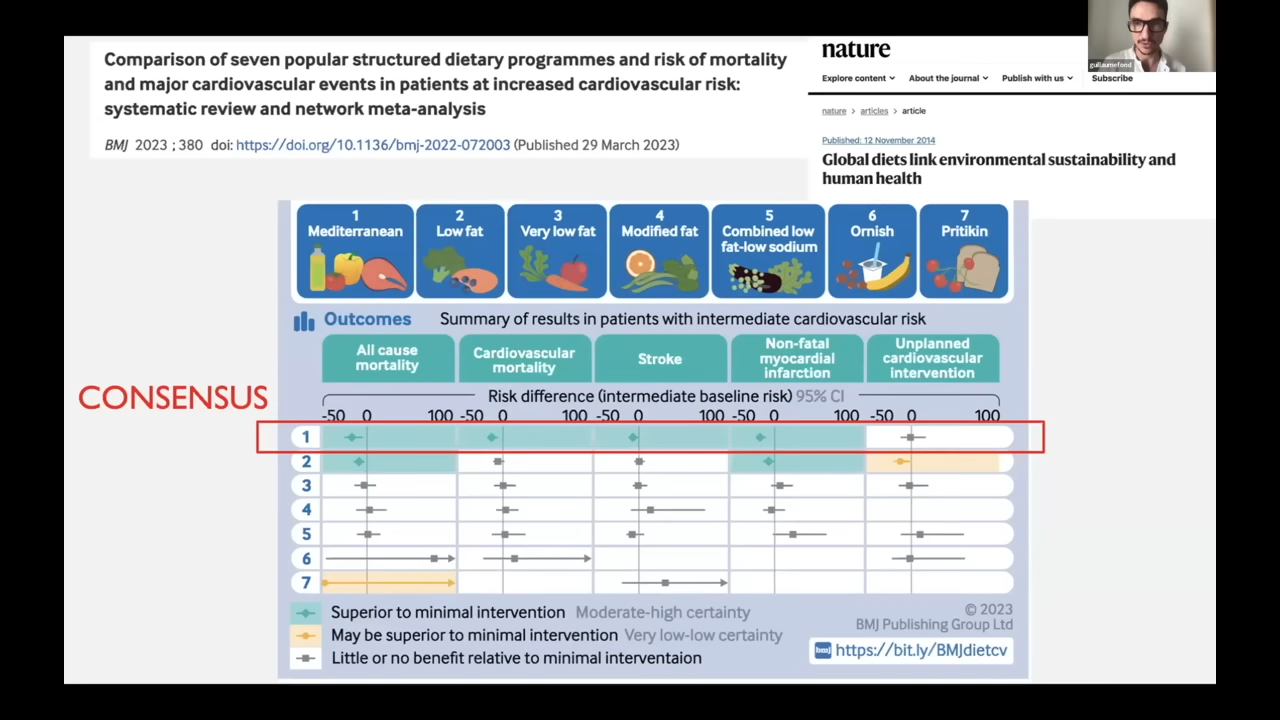 Comparison of seven popular structured dietary programmes and risk of mortality
and major cardiovascular events in patients at increased cardiovascular risk:
systematic review and network meta-analysis
BMJ 2023 ; 380 doi: https://doi.org/10.1136/bmj-2022-072003 (Published 29 March 2023)
nature
guillaumefood
Explore content About the journal Publish with us Subscribe
nature > articles > article
Published: 12 November 2014
Global diets link environmental sustainability and
human health
1 Mediterranean
2 Low fat
3 Very low fat
4 Modified fat
5 Combined low
fat-low sodium
6 Ornish
7 Pritikin
Outcomes Summary of results in patients with intermediate cardiovascular risk
All cause
mortality
Cardiovascular
mortality
Stroke
Non-fatal
myocardial
infarction
Unplanned
cardiovascular
intervention
CONSENSUS
Risk difference (intermediate baseline risk) 95% CI
-50 0 100 -50 0 100 -50 0 100 -50 0 100 -50 0 100
1
2
3
4
5
6
7
Superior to minimal intervention Moderate-high certainty
May be superior to minimal intervention Very low-low certainty
Little or no benefit relative to minimal interventaion
© 2023
BMJ Publishing Group Ltd
bmj https://bit.ly/BMJdietcv